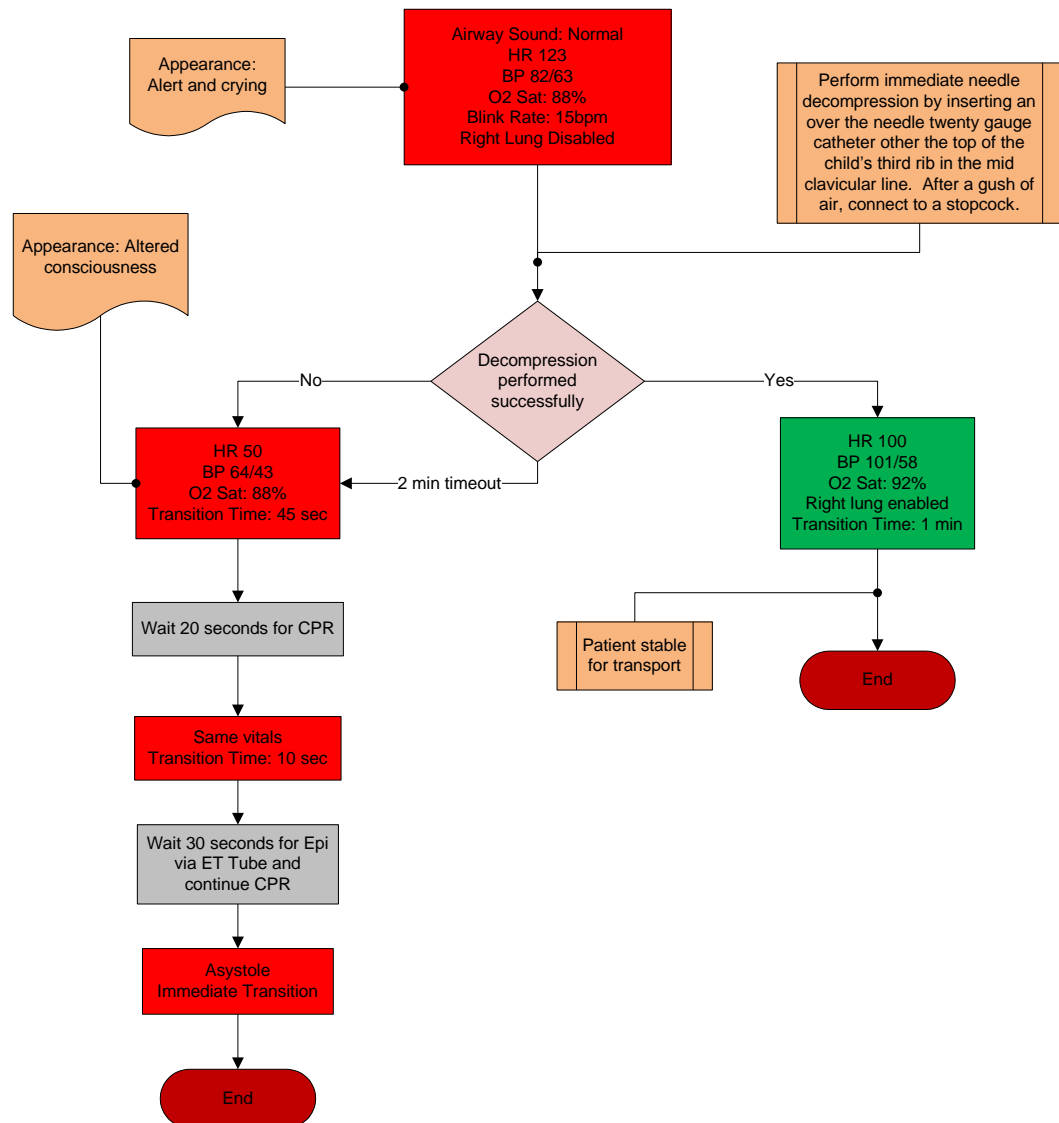 Airway Sound: Normal
HR 123
BP 82/63
O2 Sat: 88%
Blink Rate: 15bpm
Right Lung Disabled
Appearance:
Alert and crying
Perform immediate needle
decompression by inserting an
over the needle twenty gauge
catheter other the top of the
child's third rib in the mid
clavicular line.  After a gush of
air, connect to a stopcock.
Appearance: Altered
consciousness
Decompression
performed
successfully
No
Yes
HR 50
BP 64/43
O2 Sat: 88%
Transition Time: 45 sec
2 min timeout
HR 100
BP 101/58
O2 Sat: 92%
Right lung enabled
Transition Time: 1 min
Wait 20 seconds for CPR
Patient stable
for transport
End
Same vitals
Transition Time: 10 sec
Wait 30 seconds for Epi
via ET Tube and
continue CPR
Asystole
Immediate Transition
End